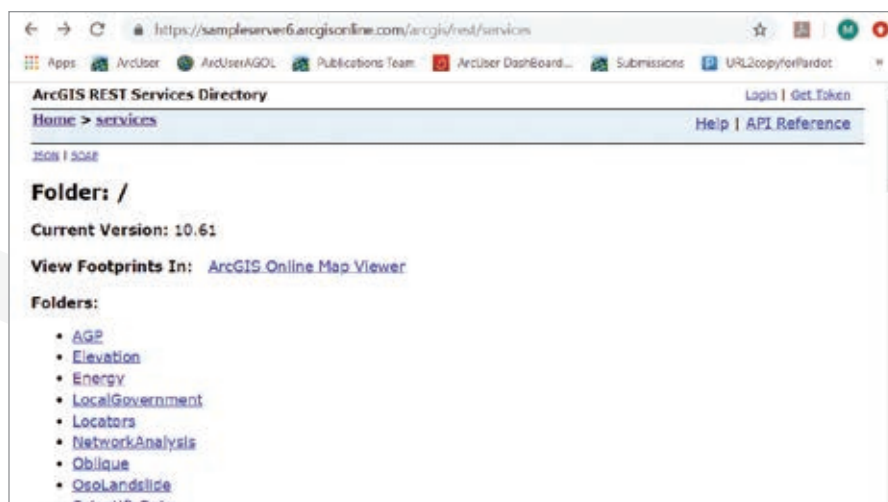 https://sampleserver6.arcgisonline.com/arcgis/rest/services
Apps ArcUser ArcUserAGOL Publications Team ArcUser DashBoard... Submissions URL2copyforPardot »
ArcGIS REST Services Directory Login | Get Token
Home > services Help | API Reference
JSON | SOAP
Folder: /
Current Version: 10.61
View Footprints In: ArcGIS Online Map Viewer
Folders:
• AGP
• Elevation
• Energy
• LocalGovernment
• Locators
• NetworkAnalysis
• Oblique
• OsoLandslide